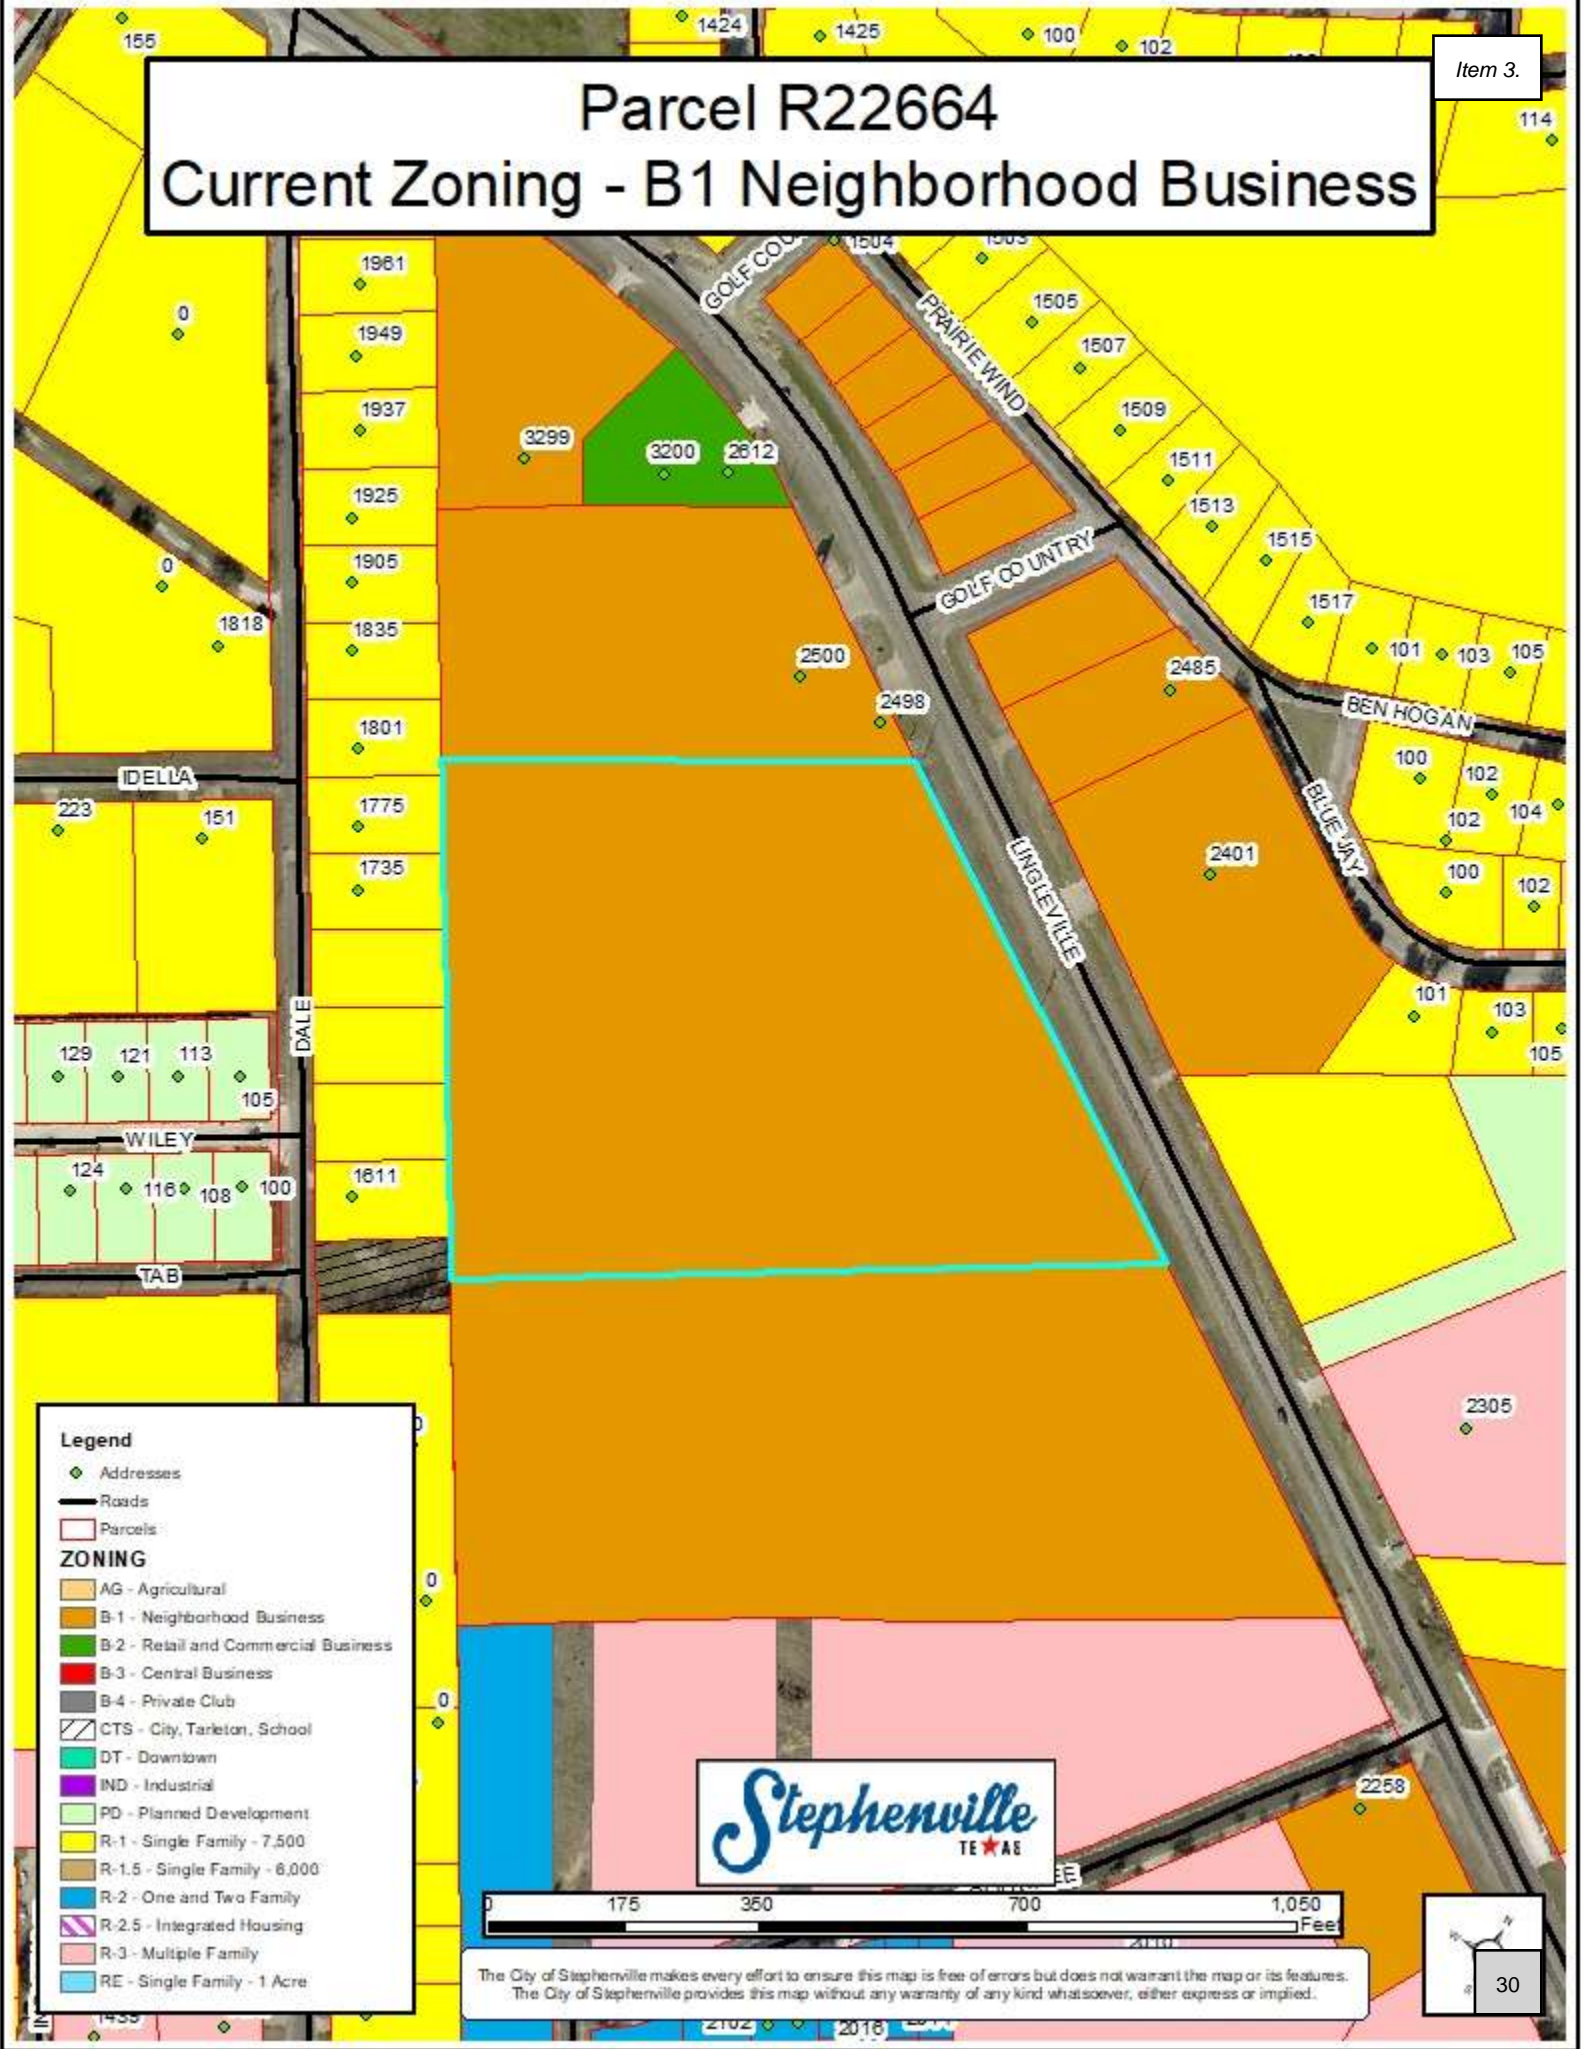 155
1424
1425
100
102
Item 3.
114
Parcel R22664
Current Zoning - B1 Neighborhood Business
1504
1503
GOLF COU
1961
0
1949
1937
1925
1905
0
1818
1835
1801
1775
1735
1611
3299
3200
2612
PRAIRIE WIND
1505
1507
1509
1511
1513
1515
1517
101
103
105
GOLF COUNTRY
2500
2498
2485
BEN HOGAN
100
102
102
104
100
102
BLUE JAY
2401
LINGLEVILLE
101
103
105
IDELLA
223
151
DALE
129
121
113
105
WILEY
124
116
108
100
TAB
2305
0
0
2258
Legend
Addresses
Roads
Parcels
ZONING
AG - Agricultural
B-1 - Neighborhood Business
B-2 - Retail and Commercial Business
B-3 - Central Business
B-4 - Private Club
CTS - City, Tarleton, School
DT - Downtown
IND - Industrial
PD - Planned Development
R-1 - Single Family - 7,500
R-1.5 - Single Family - 6,000
R-2 - One and Two Family
R-2.5 - Integrated Housing
R-3 - Multiple Family
RE - Single Family - 1 Acre
Stephenville
TEXAS
0 175 350 700 1,050
Feet
The City of Stephenville makes every effort to ensure this map is free of errors but does not warrant the map or its features.
The City of Stephenville provides this map without any warranty of any kind whatsoever, either express or implied.
N
30
1439
2102
2016